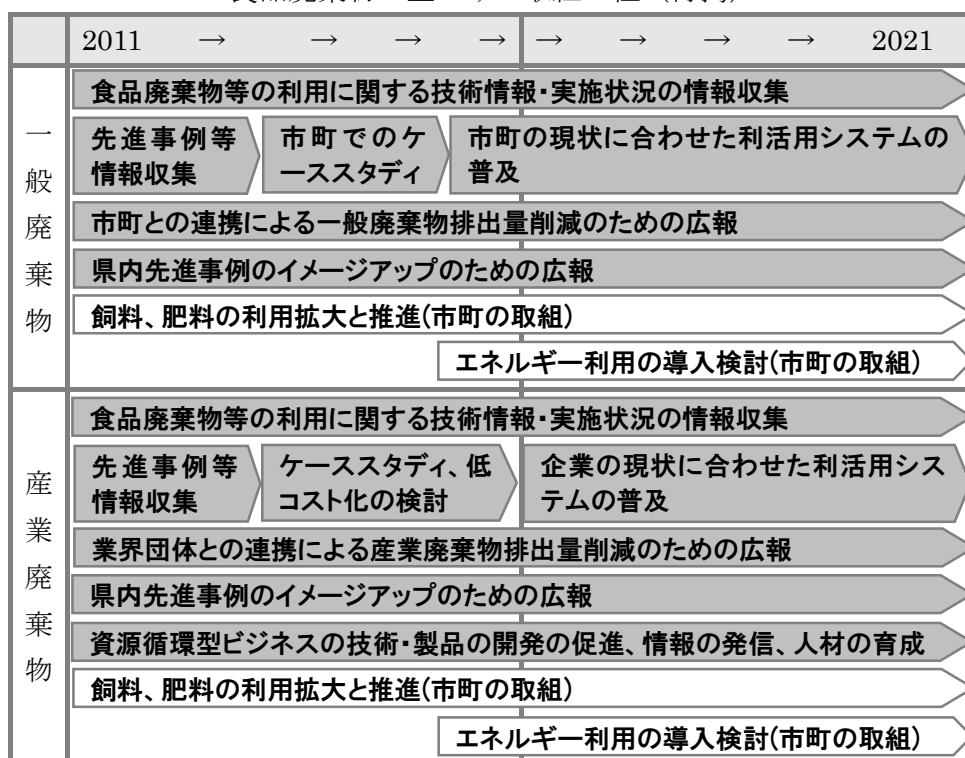 2011 → → → → → → → → 2021
食品廃棄物等の利用に関する技術情報・実施状況の情報収集
一般廃棄物
先進事例等
情報収集
市町でのケ
ーススタディ
市町の現状に合わせた利活用システムの
普及
市町との連携による一般廃棄物排出量削減のための広報
県内先進事例のイメージアップのための広報
飼料、肥料の利用拡大と推進(市町の取組)
エネルギー利用の導入検討(市町の取組)
食品廃棄物等の利用に関する技術情報・実施状況の情報収集
産業廃棄物
先進事例等
情報収集
ケーススタディ、低
コスト化の検討
企業の現状に合わせた利活用シス
テムの普及
業界団体との連携による産業廃棄物排出量削減のための広報
県内先進事例のイメージアップのための広報
資源循環型ビジネスの技術・製品の開発の促進、情報の発信、人材の育成
飼料、肥料の利用拡大と推進(市町の取組)
エネルギー利用の導入検討(市町の取組)